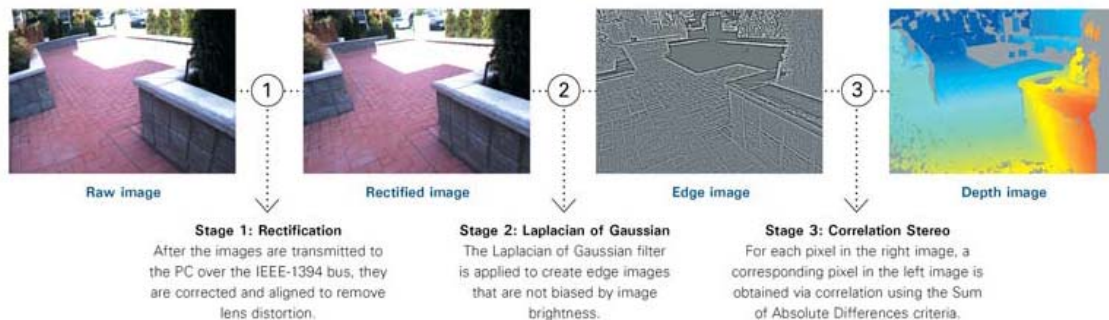 1
2
3
Raw image
Rectified image
Edge image
Depth image
Stage 1: Rectification
After the images are transmitted to
the PC over the IEEE-1394 bus, they
are corrected and aligned to remove
lens distortion.
Stage 2: Laplacian of Gaussian
The Laplacian of Gaussian filter
is applied to create edge images
that are not biased by image
brightness.
Stage 3: Correlation Stereo
For each pixel in the right image, a
corresponding pixel in the left image is
obtained via correlation using the Sum
of Absolute Differences criteria.